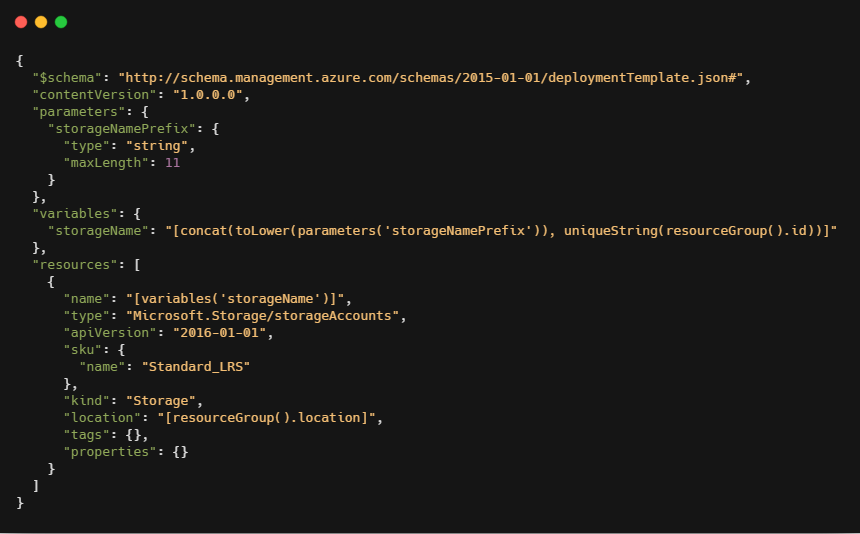 {
  "$schema": "http://schema.management.azure.com/schemas/2015-01-01/deploymentTemplate.json#",
  "contentVersion": "1.0.0.0",
  "parameters": {
    "storageNamePrefix": {
      "type": "string",
      "maxLength": 11
    }
  },
  "variables": {
    "storageName": "[concat(toLower(parameters('storageNamePrefix')), uniqueString(resourceGroup().id))]"
  },
  "resources": [
    {
      "name": "[variables('storageName')]",
      "type": "Microsoft.Storage/storageAccounts",
      "apiVersion": "2016-01-01",
      "sku": {
        "name": "Standard_LRS"
      },
      "kind": "Storage",
      "location": "[resourceGroup().location]",
      "tags": {},
      "properties": {}
    }
  ]
}